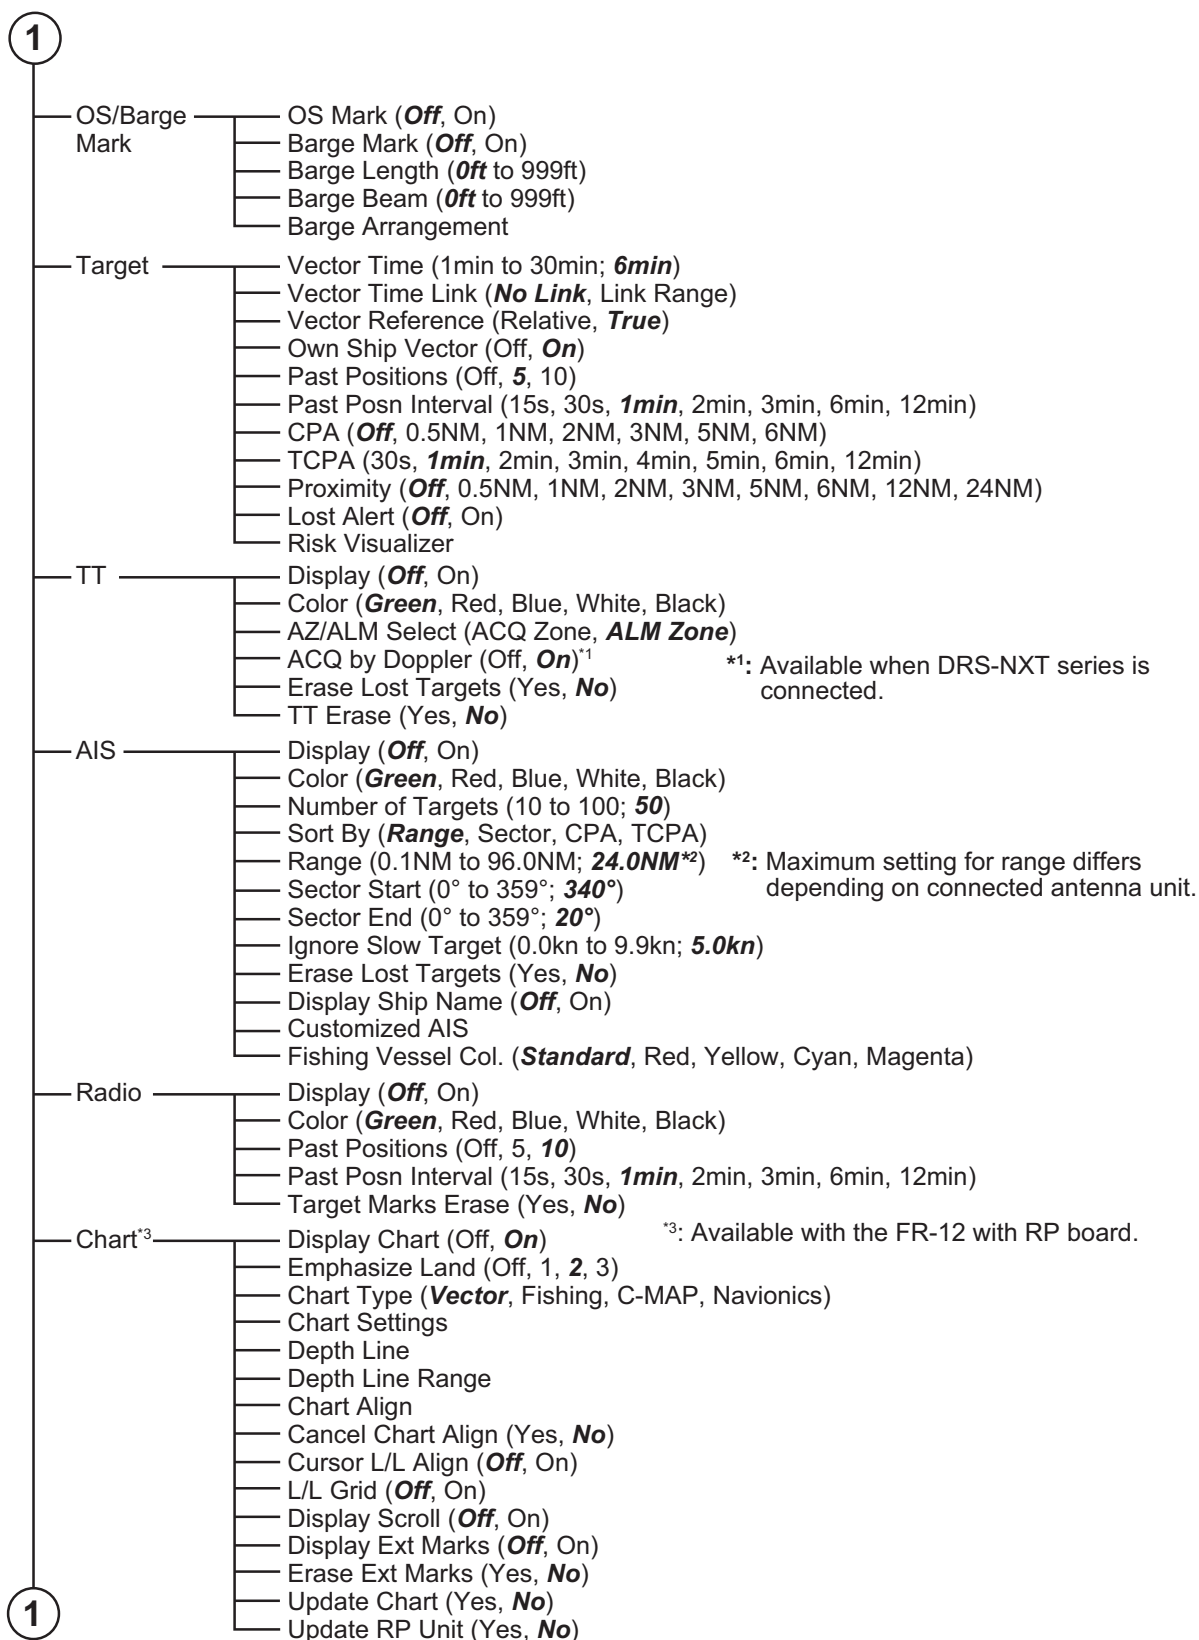 1
OS/Barge Mark
OS Mark (Off, On)
Barge Mark (Off, On)
Barge Length (0ft to 999ft)
Barge Beam (0ft to 999ft)
Barge Arrangement
Target
Vector Time (1min to 30min; 6min)
Vector Time Link (No Link, Link Range)
Vector Reference (Relative, True)
Own Ship Vector (Off, On)
Past Positions (Off, 5, 10)
Past Posn Interval (15s, 30s, 1min, 2min, 3min, 6min, 12min)
CPA (Off, 0.5NM, 1NM, 2NM, 3NM, 5NM, 6NM)
TCPA (30s, 1min, 2min, 3min, 4min, 5min, 6min, 12min)
Proximity (Off, 0.5NM, 1NM, 2NM, 3NM, 5NM, 6NM, 12NM, 24NM)
Lost Alert (Off, On)
Risk Visualizer
TT
Display (Off, On)
Color (Green, Red, Blue, White, Black)
AZ/ALM Select (ACQ Zone, ALM Zone)
ACQ by Doppler (Off, On)*1
Erase Lost Targets (Yes, No)
TT Erase (Yes, No)
*1: Available when DRS-NXT series is
connected.
AIS
Display (Off, On)
Color (Green, Red, Blue, White, Black)
Number of Targets (10 to 100; 50)
Sort By (Range, Sector, CPA, TCPA)
Range (0.1NM to 96.0NM; 24.0NM*2)
*2: Maximum setting for range differs
depending on connected antenna unit.
Sector Start (0° to 359°; 340°)
Sector End (0° to 359°; 20°)
Ignore Slow Target (0.0kn to 9.9kn; 5.0kn)
Erase Lost Targets (Yes, No)
Display Ship Name (Off, On)
Customized AIS
Fishing Vessel Col. (Standard, Red, Yellow, Cyan, Magenta)
Radio
Display (Off, On)
Color (Green, Red, Blue, White, Black)
Past Positions (Off, 5, 10)
Past Posn Interval (15s, 30s, 1min, 2min, 3min, 6min, 12min)
Target Marks Erase (Yes, No)
Chart*3
*3: Available with the FR-12 with RP board.
Display Chart (Off, On)
Emphasize Land (Off, 1, 2, 3)
Chart Type (Vector, Fishing, C-MAP, Navionics)
Chart Settings
Depth Line
Depth Line Range
Chart Align
Cancel Chart Align (Yes, No)
Cursor L/L Align (Off, On)
L/L Grid (Off, On)
Display Scroll (Off, On)
Display Ext Marks (Off, On)
Erase Ext Marks (Yes, No)
Update Chart (Yes, No)
Update RP Unit (Yes, No)
1